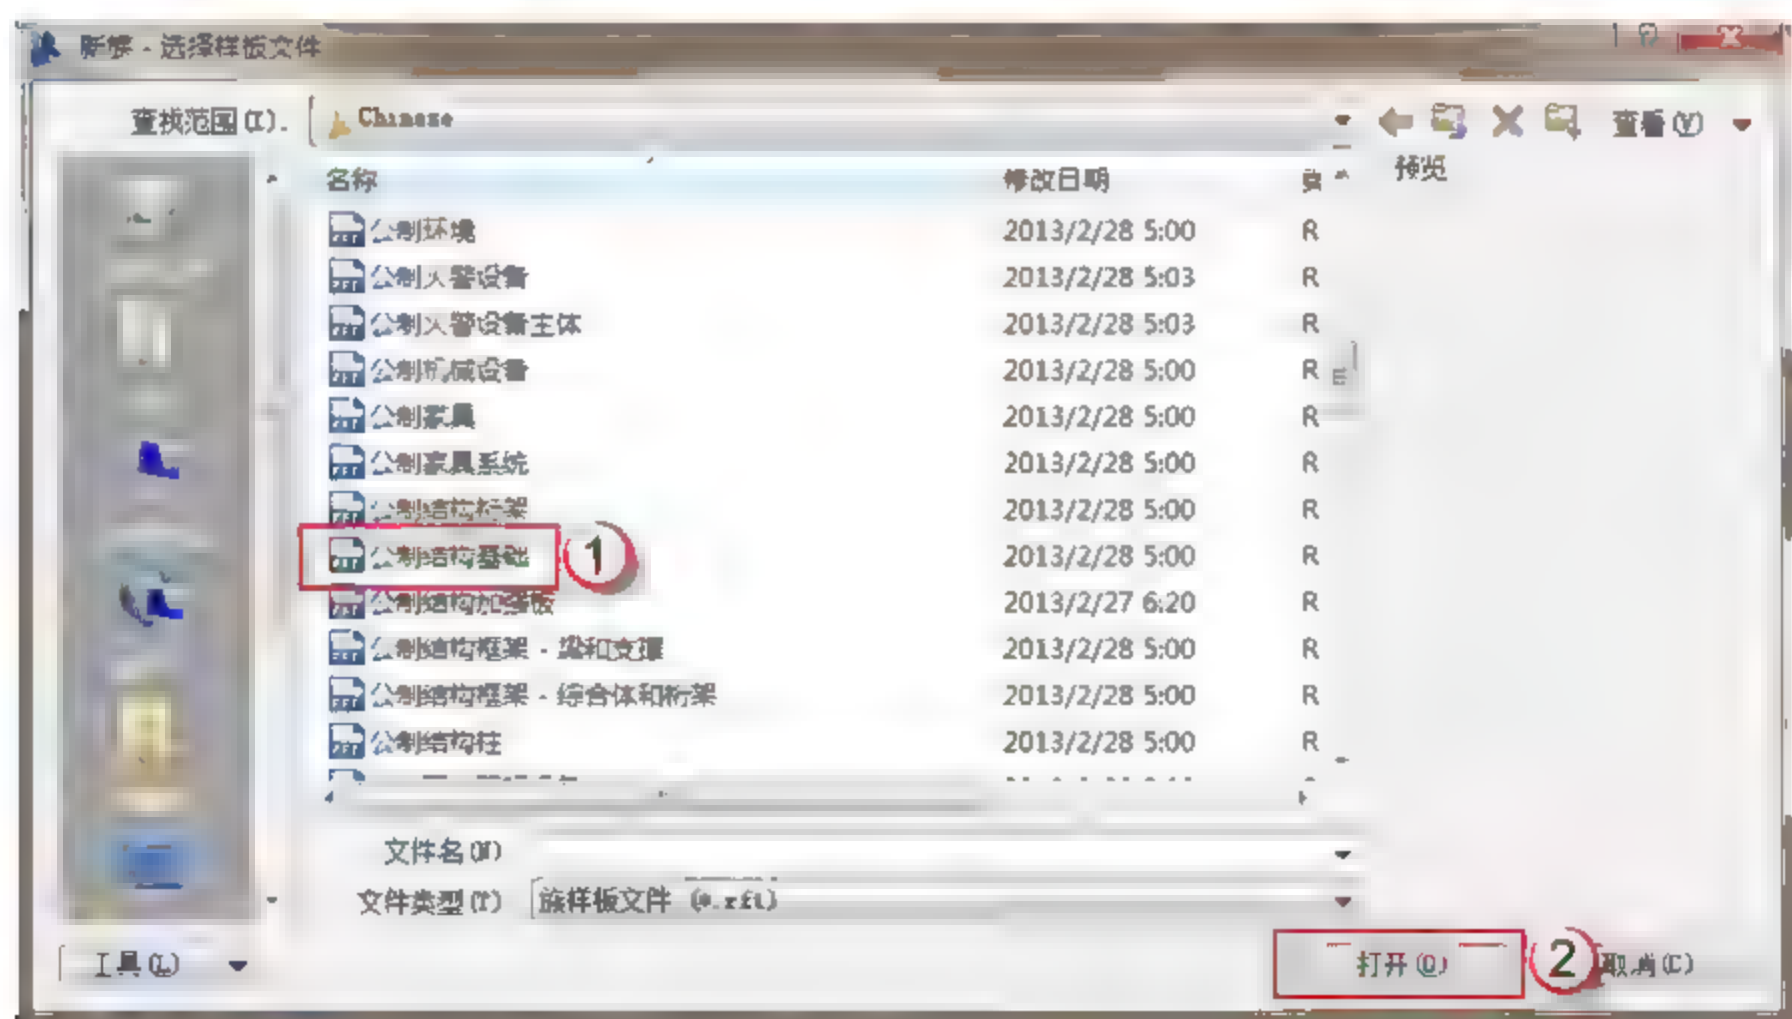 新族 - 选择样板文件
查找范围(I):
Chinese
查看(V)
名称 修改日期 类
预览
公制环境 2013/2/28 5:00 R
公制火警设备 2013/2/28 5:03 R
公制火警设备主体 2013/2/28 5:03 R
公制机械设备 2013/2/28 5:00 R
公制家具 2013/2/28 5:00 R
公制家具系统 2013/2/28 5:00 R
公制结构桁架 2013/2/28 5:00 R
公制结构基础 1 2013/2/28 5:00 R
公制结构加强板 2013/2/27 6:20 R
公制结构框架 - 梁和支撑 2013/2/28 5:00 R
公制结构框架 - 综合体和桁架 2013/2/28 5:00 R
公制结构柱 2013/2/28 5:00 R
文件名(N)
文件类型(T) 族样板文件 (*.rft)
工具(L) 打开(O) 2 取消(C)